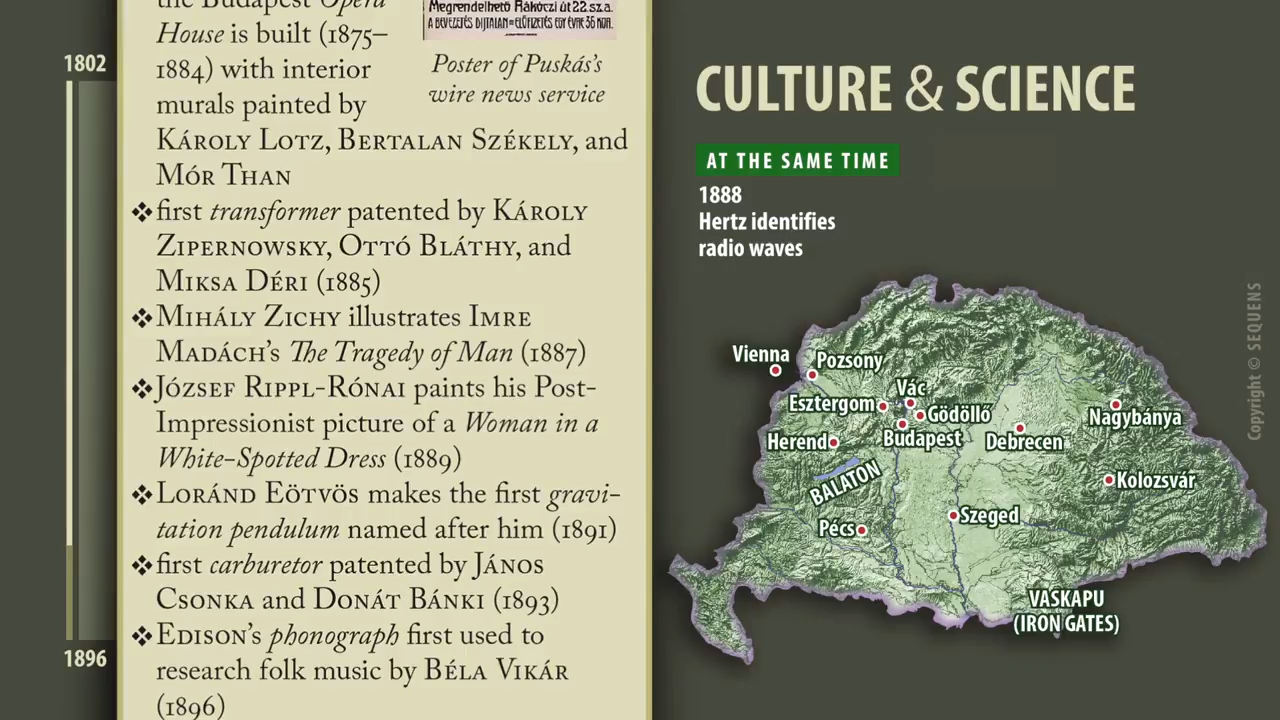 1802
1896
the Budapest Opera
House is built (1875–
1884) with interior
murals painted by
Károly Lotz, Bertalan Székely, and
Mór Than
❖ first transformer patented by Károly
Zipernowsky, Ottó Bláthy, and
Miksa Déri (1885)
❖ Mihály Zichy illustrates Imre
Madách's The Tragedy of Man (1887)
❖ József Rippl-Rónai paints his Post-
Impressionist picture of a Woman in a
White-Spotted Dress (1889)
❖ Loránd Eötvös makes the first gravi-
tation pendulum named after him (1891)
❖ first carburetor patented by János
Csonka and Donát Bánki (1893)
❖ Edison's phonograph first used to
research folk music by Béla Vikár
(1896)
Megrendelhető Rákóczi út 22.sz.a.
A BEVEZETÉS DIJTALAN=ELŐFIZETÉS EGY ÉVRE 36 KOR.
Poster of Puskás's
wire news service
CULTURE & SCIENCE
AT THE SAME TIME
1888
Hertz identifies
radio waves
Vienna
Pozsony
Vác
Esztergom
Gödöllő
Nagybánya
Herend
Budapest
Debrecen
BALATON
Kolozsvár
Pécs
Szeged
VASKAPU
(IRON GATES)
Copyright © SEQUENS